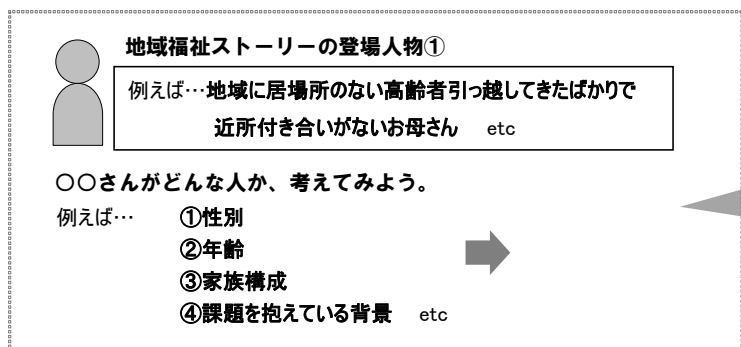 地域福祉ストーリーの登場人物①
例えば…地域に居場所のない高齢者引っ越してきたばかりで
近所付き合いがないお母さん etc
〇〇さんがどんな人か、考えてみよう。
例えば… ①性別
②年齢
③家族構成
④課題を抱えている背景 etc